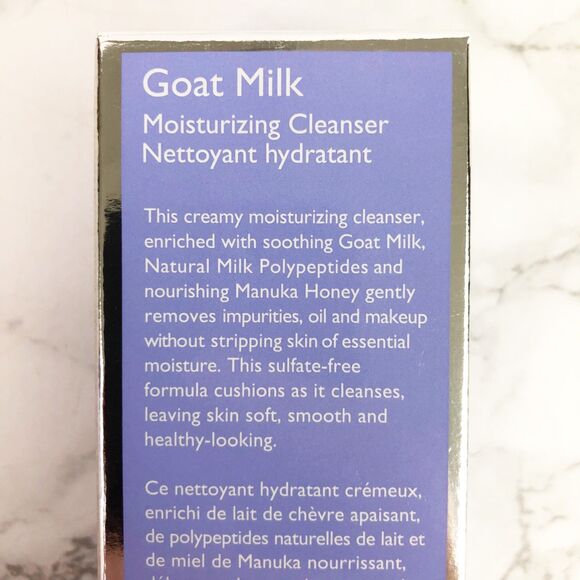 Goat Milk
Moisturizing Cleanser
Nettoyant hydratant
This creamy moisturizing cleanser,
enriched with soothing Goat Milk,
Natural Milk Polypeptides and
nourishing Manuka Honey gently
removes impurities, oil and makeup
without stripping skin of essential
moisture. This sulfate-free
formula cushions as it cleanses,
leaving skin soft, smooth and
healthy-looking.
Ce nettoyant hydratant crémeux,
enrichi de lait de chèvre apaisant,
de polypeptides naturelles de lait et
de miel de Manuka nourrissant,